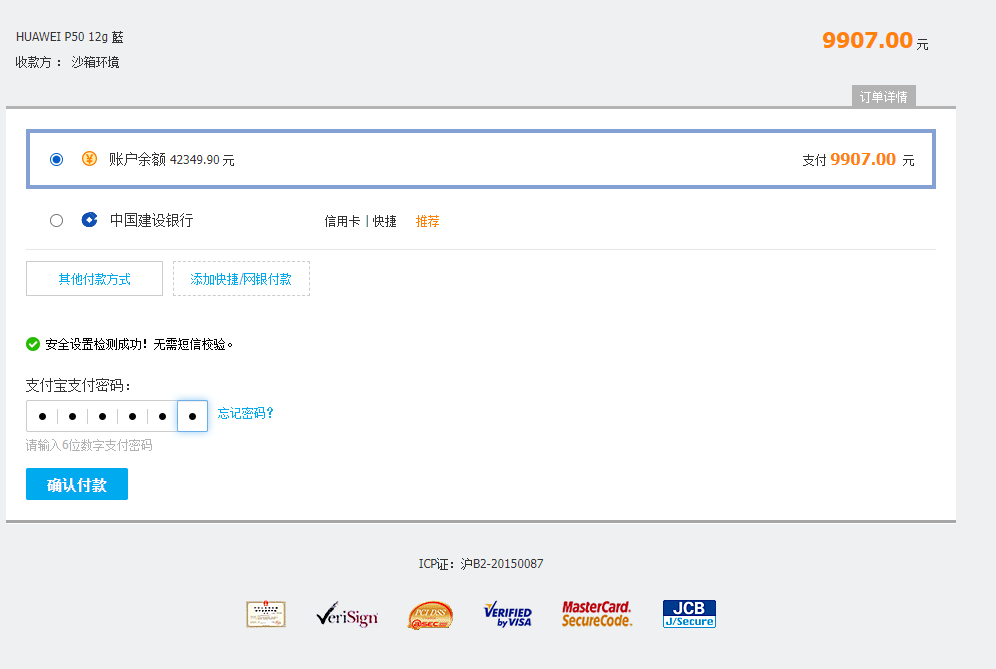 HUAWEI P50 12g 藍
9907.00 元
收款方： 沙箱环境
订单详情
账户余额 42349.90 元
支付 9907.00 元
中国建设银行
信用卡 | 快捷 推荐
其他付款方式
添加快捷/网银付款
安全设置检测成功！无需短信校验。
支付宝支付密码：
忘记密码？
请输入6位数字支付密码
确认付款
ICP证：沪B2-20150087
VeriSign
PCI DSS
@SEC
VERIFIED
by VISA
MasterCard.
SecureCode.
JCB
J/Secure